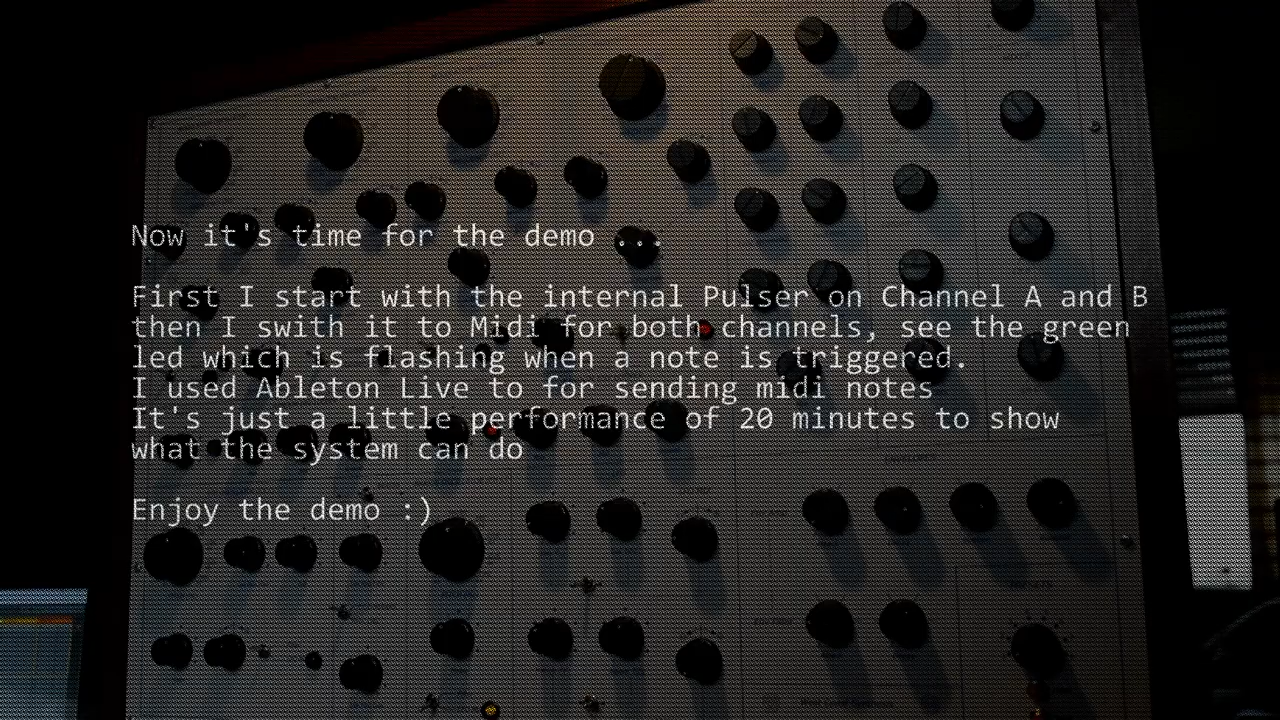 Now it's time for the demo ...
First I start with the internal Pulser on Channel A and B
then I swith it to Midi for both channels, see the green
led which is flashing when a note is triggered.
I used Ableton Live to for sending midi notes
It's just a little performance of 20 minutes to show
what the system can do
Enjoy the demo :)